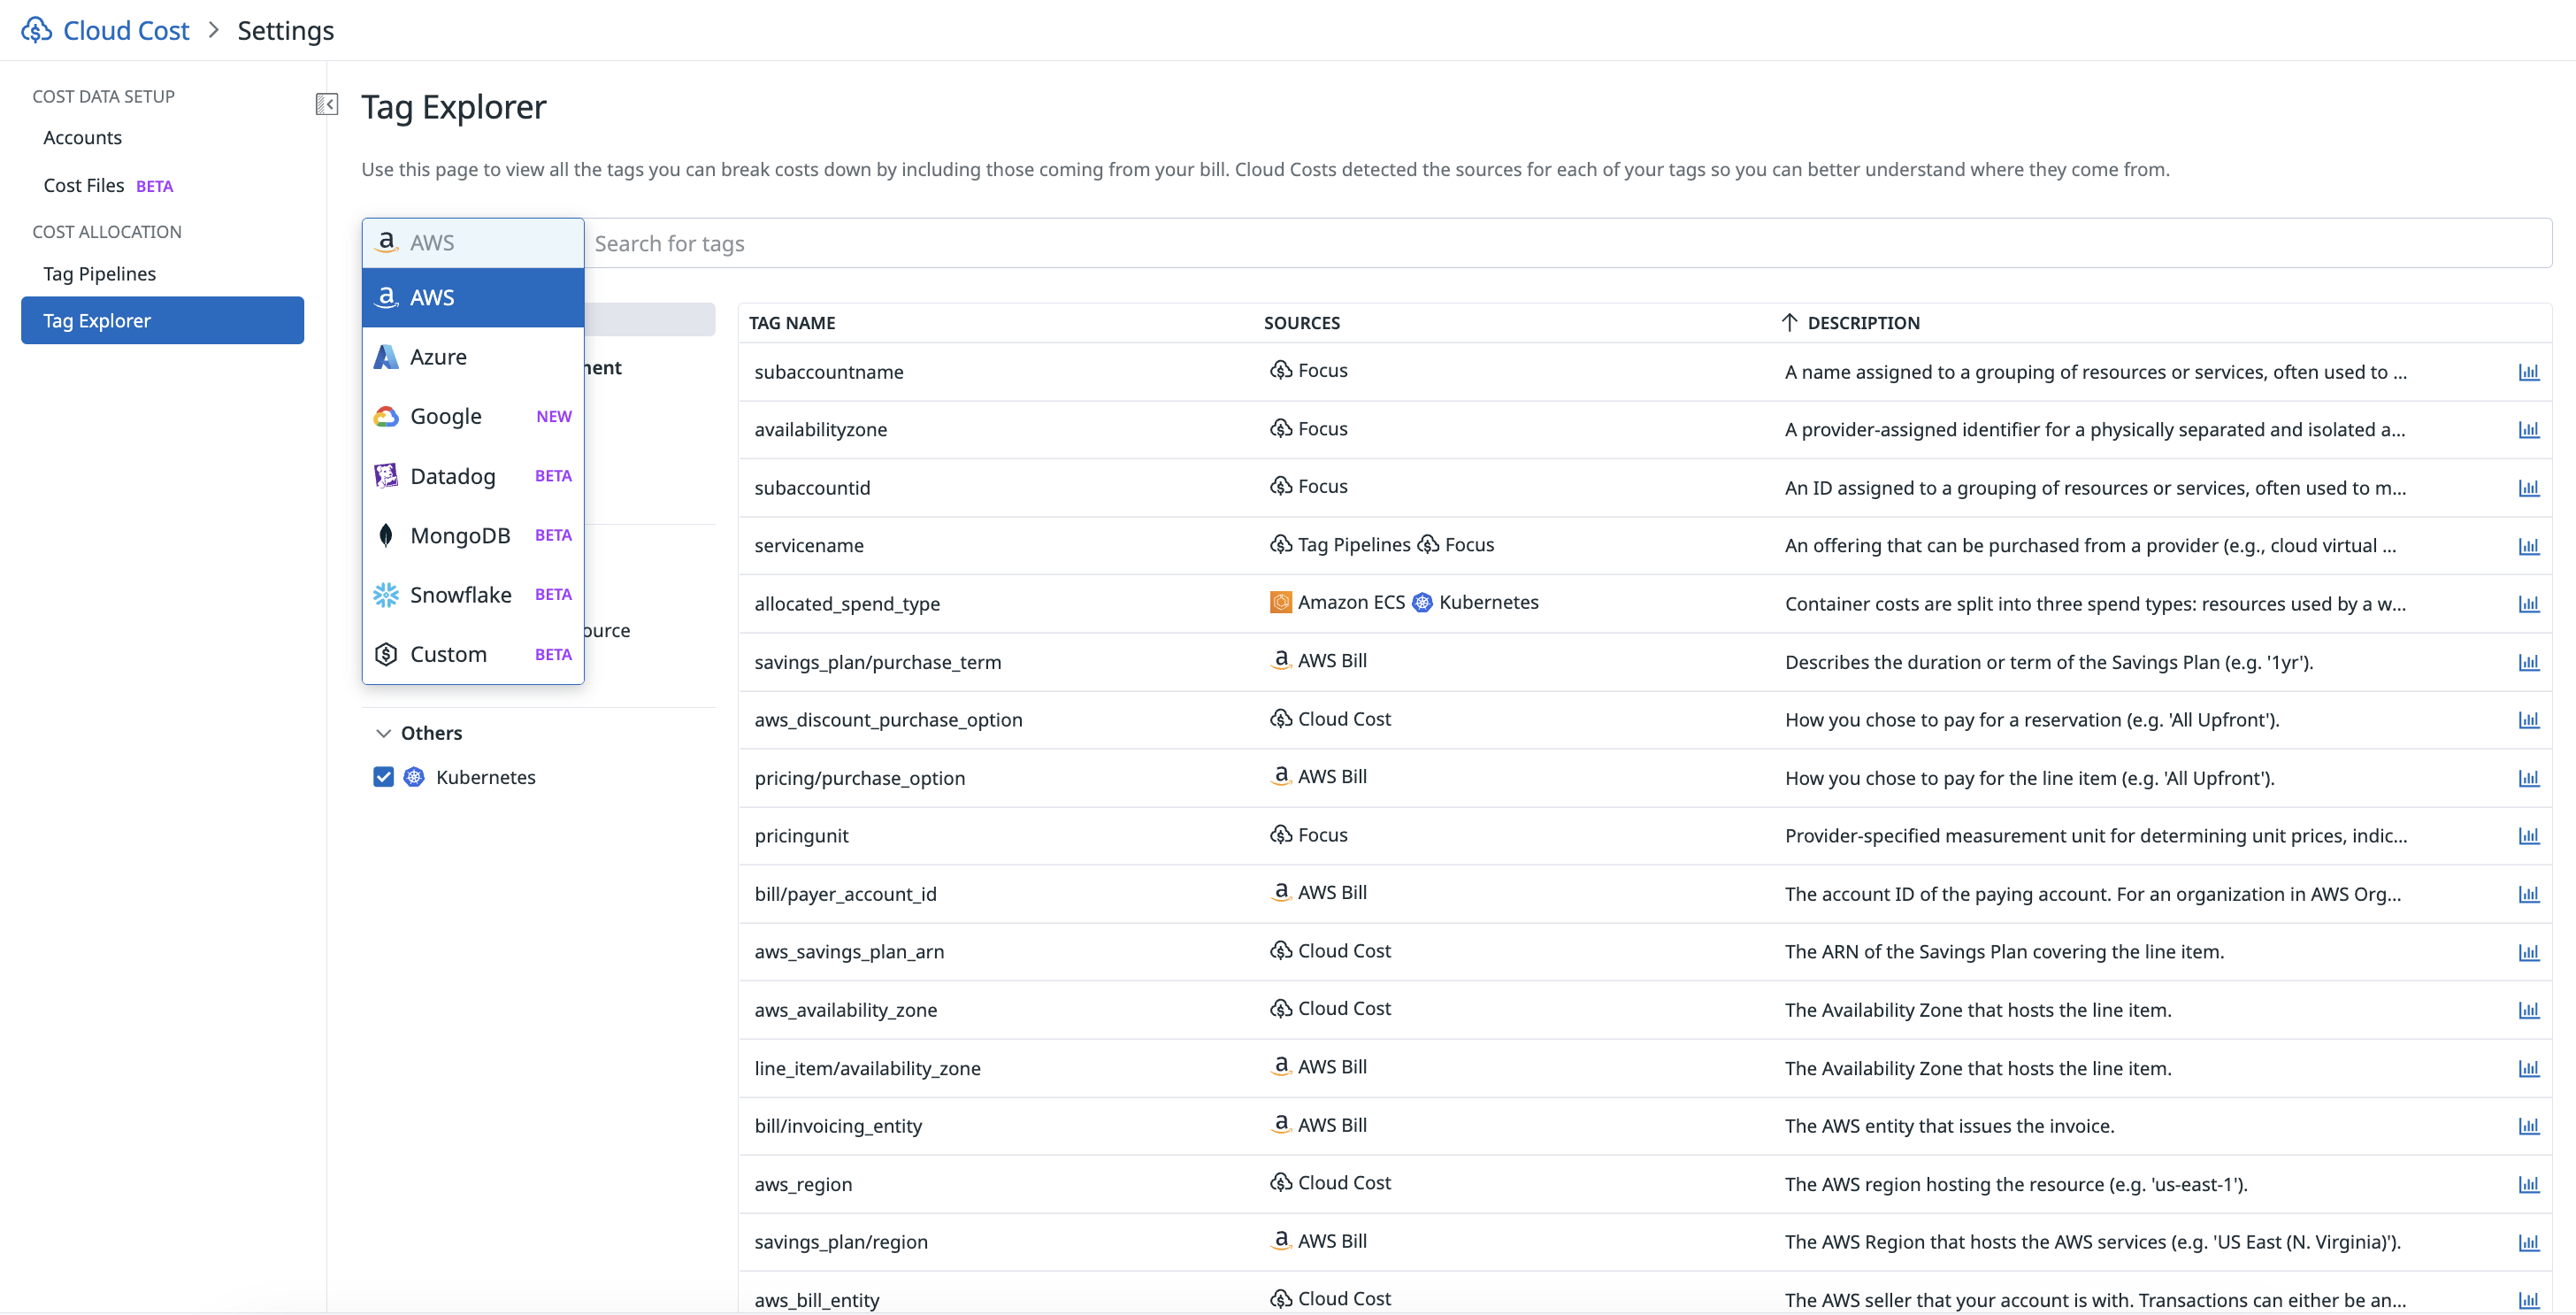 Cloud Cost > Settings
COST DATA SETUP
Accounts
Cost Files BETA
COST ALLOCATION
Tag Pipelines
Tag Explorer
Tag Explorer
Use this page to view all the tags you can break costs down by including those coming from your bill. Cloud Costs detected the sources for each of your tags so you can better understand where they come from.
AWS
Search for tags
AWS
Azure
Google NEW
Datadog BETA
MongoDB BETA
Snowflake BETA
Custom BETA
Others
Kubernetes
TAG NAME SOURCES DESCRIPTION
subaccountname Focus A name assigned to a grouping of resources or services, often used to ...
availabilityzone Focus A provider-assigned identifier for a physically separated and isolated a...
subaccountid Focus An ID assigned to a grouping of resources or services, often used to m...
servicename Tag Pipelines Focus An offering that can be purchased from a provider (e.g., cloud virtual ...
allocated_spend_type Amazon ECS Kubernetes Container costs are split into three spend types: resources used by a w...
savings_plan/purchase_term AWS Bill Describes the duration or term of the Savings Plan (e.g. '1yr').
aws_discount_purchase_option Cloud Cost How you chose to pay for a reservation (e.g. 'All Upfront').
pricing/purchase_option AWS Bill How you chose to pay for the line item (e.g. 'All Upfront').
pricingunit Focus Provider-specified measurement unit for determining unit prices, indic...
bill/payer_account_id AWS Bill The account ID of the paying account. For an organization in AWS Org...
aws_savings_plan_arn Cloud Cost The ARN of the Savings Plan covering the line item.
aws_availability_zone Cloud Cost The Availability Zone that hosts the line item.
line_item/availability_zone AWS Bill The Availability Zone that hosts the line item.
bill/invoicing_entity AWS Bill The AWS entity that issues the invoice.
aws_region Cloud Cost The AWS region hosting the resource (e.g. 'us-east-1').
savings_plan/region AWS Bill The AWS Region that hosts the AWS services (e.g. 'US East (N. Virginia)').
aws_bill_entity Cloud Cost The AWS seller that your account is with. Transactions can either be an...